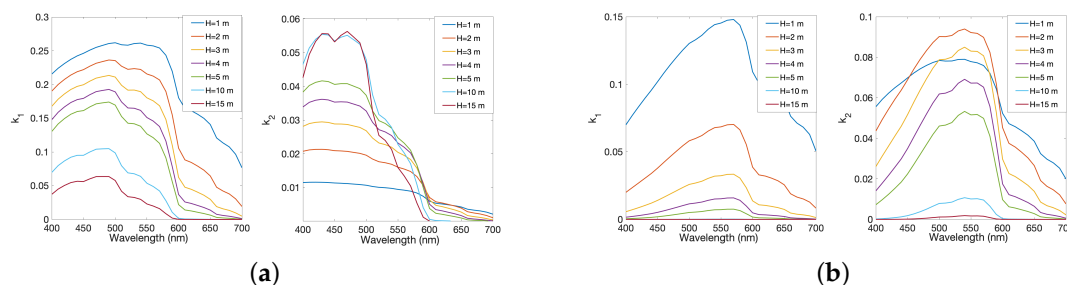 0.3
0.25
0.2
0.15
0.1
0.05
0
k1
400 450 500 550 600 650 700
Wavelength (nm)
H=1 m
H=2 m
H=3 m
H=4 m
H=5 m
H=10 m
H=15 m
0.06
0.05
0.04
0.03
0.02
0.01
k2
400 450 500 550 600 650 700
Wavelength (nm)
H=1 m
H=2 m
H=3 m
H=4 m
H=5 m
H=10 m
H=15 m
(a)
0.15
0.1
0.05
0
k1
400 450 500 550 600 650 700
Wavelength (nm)
H=1 m
H=2 m
H=3 m
H=4 m
H=5 m
H=10 m
H=15 m
0.1
0.08
0.06
0.04
0.02
0
k2
400 450 500 550 600 650 700
Wavelength (nm)
H=1 m
H=2 m
H=3 m
H=4 m
H=5 m
H=10 m
H=15 m
(b)